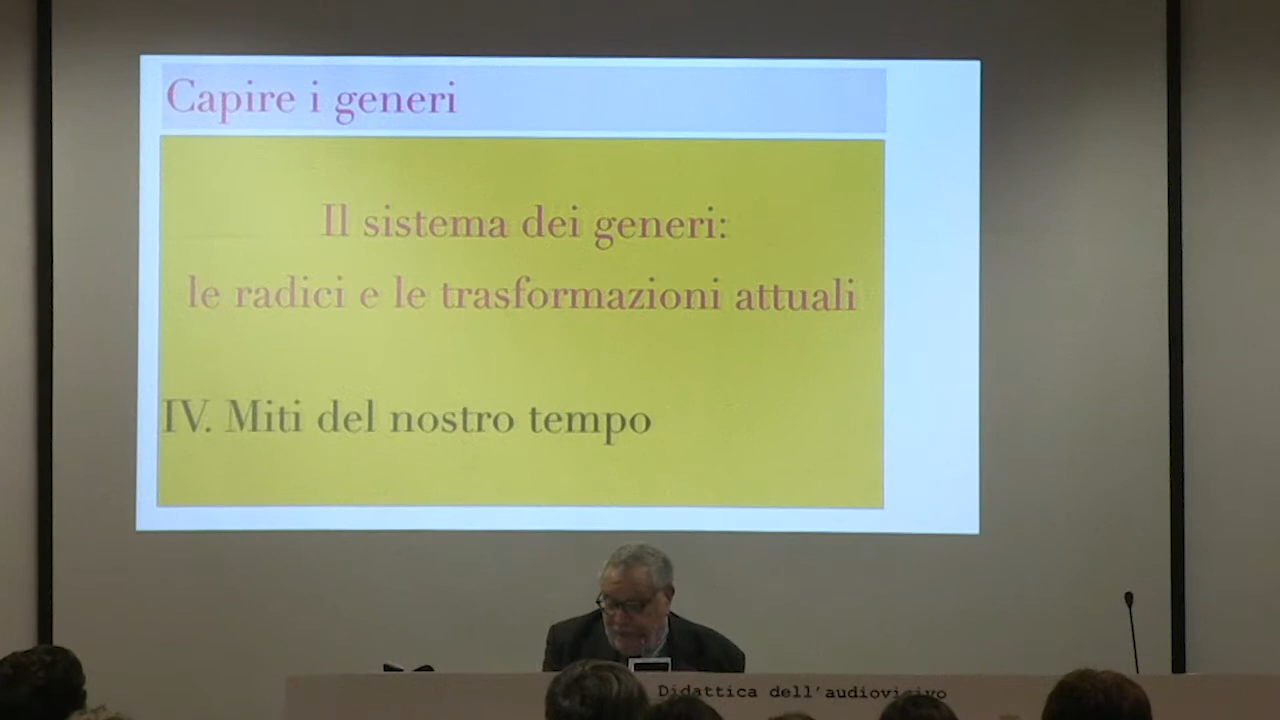 Capire i generi
Il sistema dei generi:
le radici e le trasformazioni attuali
IV. Miti del nostro tempo
Didattica dell'audiovisivo